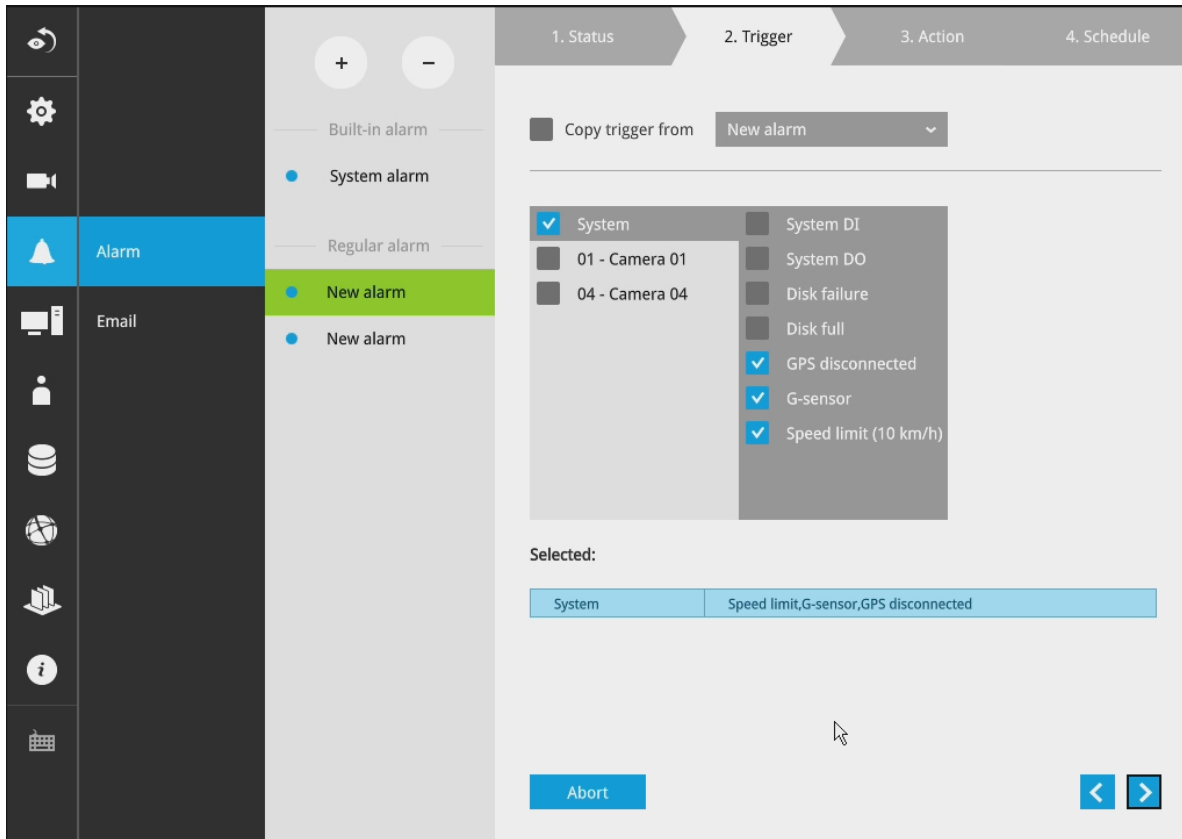 1. Status
2. Trigger
3. Action
4. Schedule
+
-
Built-in alarm
System alarm
Regular alarm
New alarm
New alarm
Alarm
Email
Copy trigger from
New alarm
System
01 - Camera 01
04 - Camera 04
System DI
System DO
Disk failure
Disk full
GPS disconnected
G-sensor
Speed limit (10 km/h)
Selected:
System
Speed limit,G-sensor,GPS disconnected
Abort